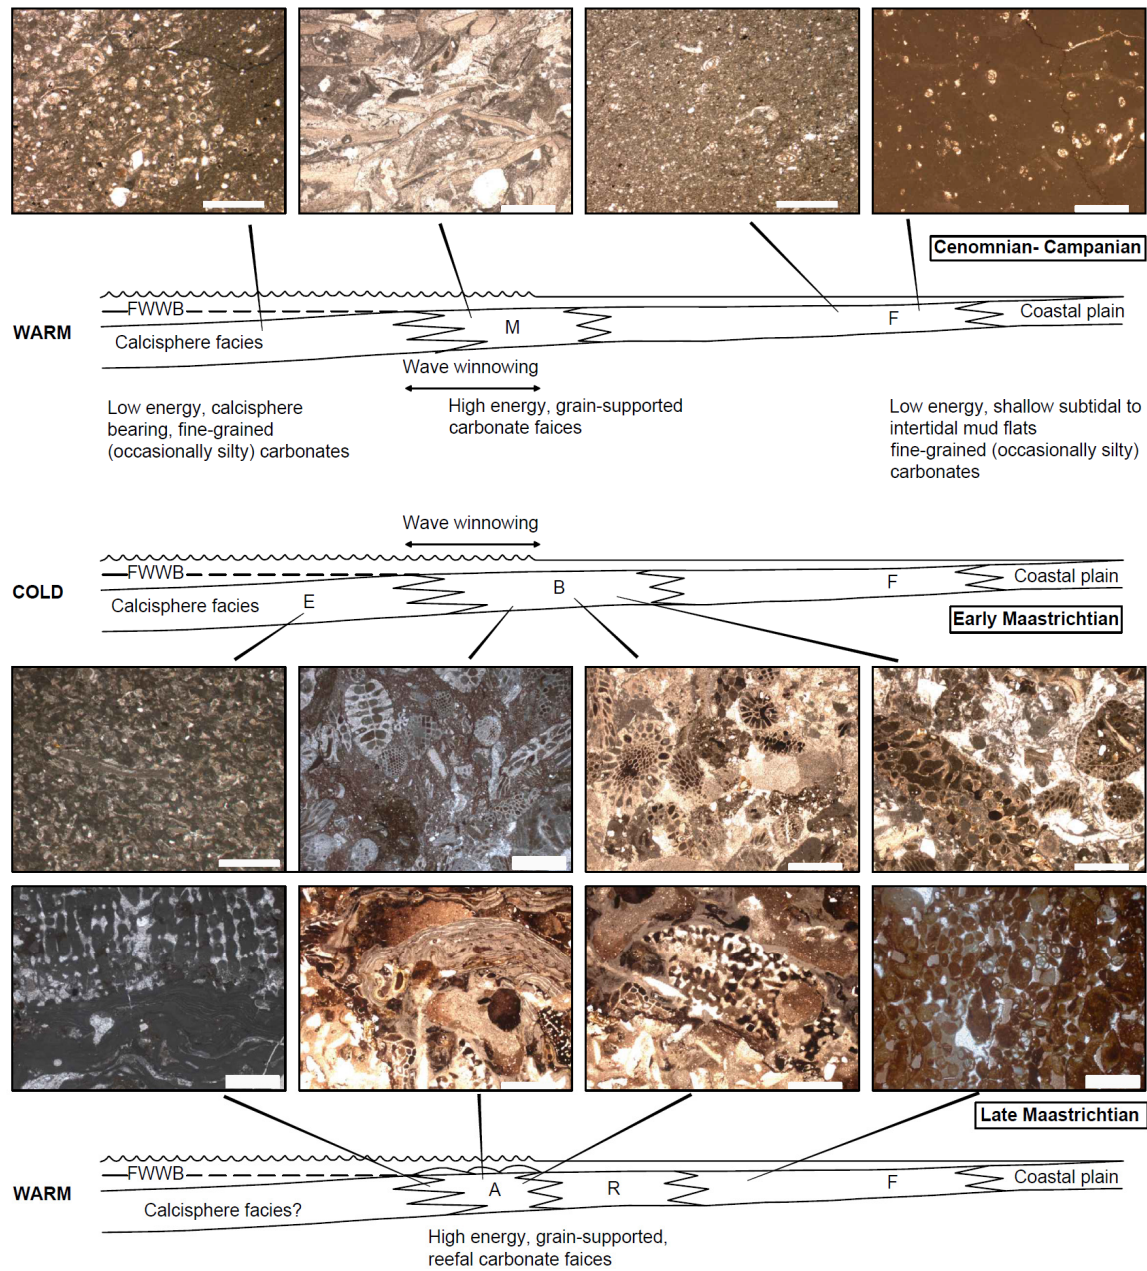 Cenomnian- Campanian
FWWB
WARM
M
F
Coastal plain
Calcisphere facies
Wave winnowing
Low energy, calcisphere
bearing, fine-grained
(occasionally silty) carbonates
High energy, grain-supported
carbonate faices
Low energy, shallow subtidal to
intertidal mud flats
fine-grained (occasionally silty)
carbonates
Wave winnowing
FWWB
COLD
Calcisphere facies
E
B
F
Coastal plain
Early Maastrichtian
Late Maastrichtian
FWWB
WARM
Calcisphere facies?
A
R
F
Coastal plain
High energy, grain-supported,
reefal carbonate faices